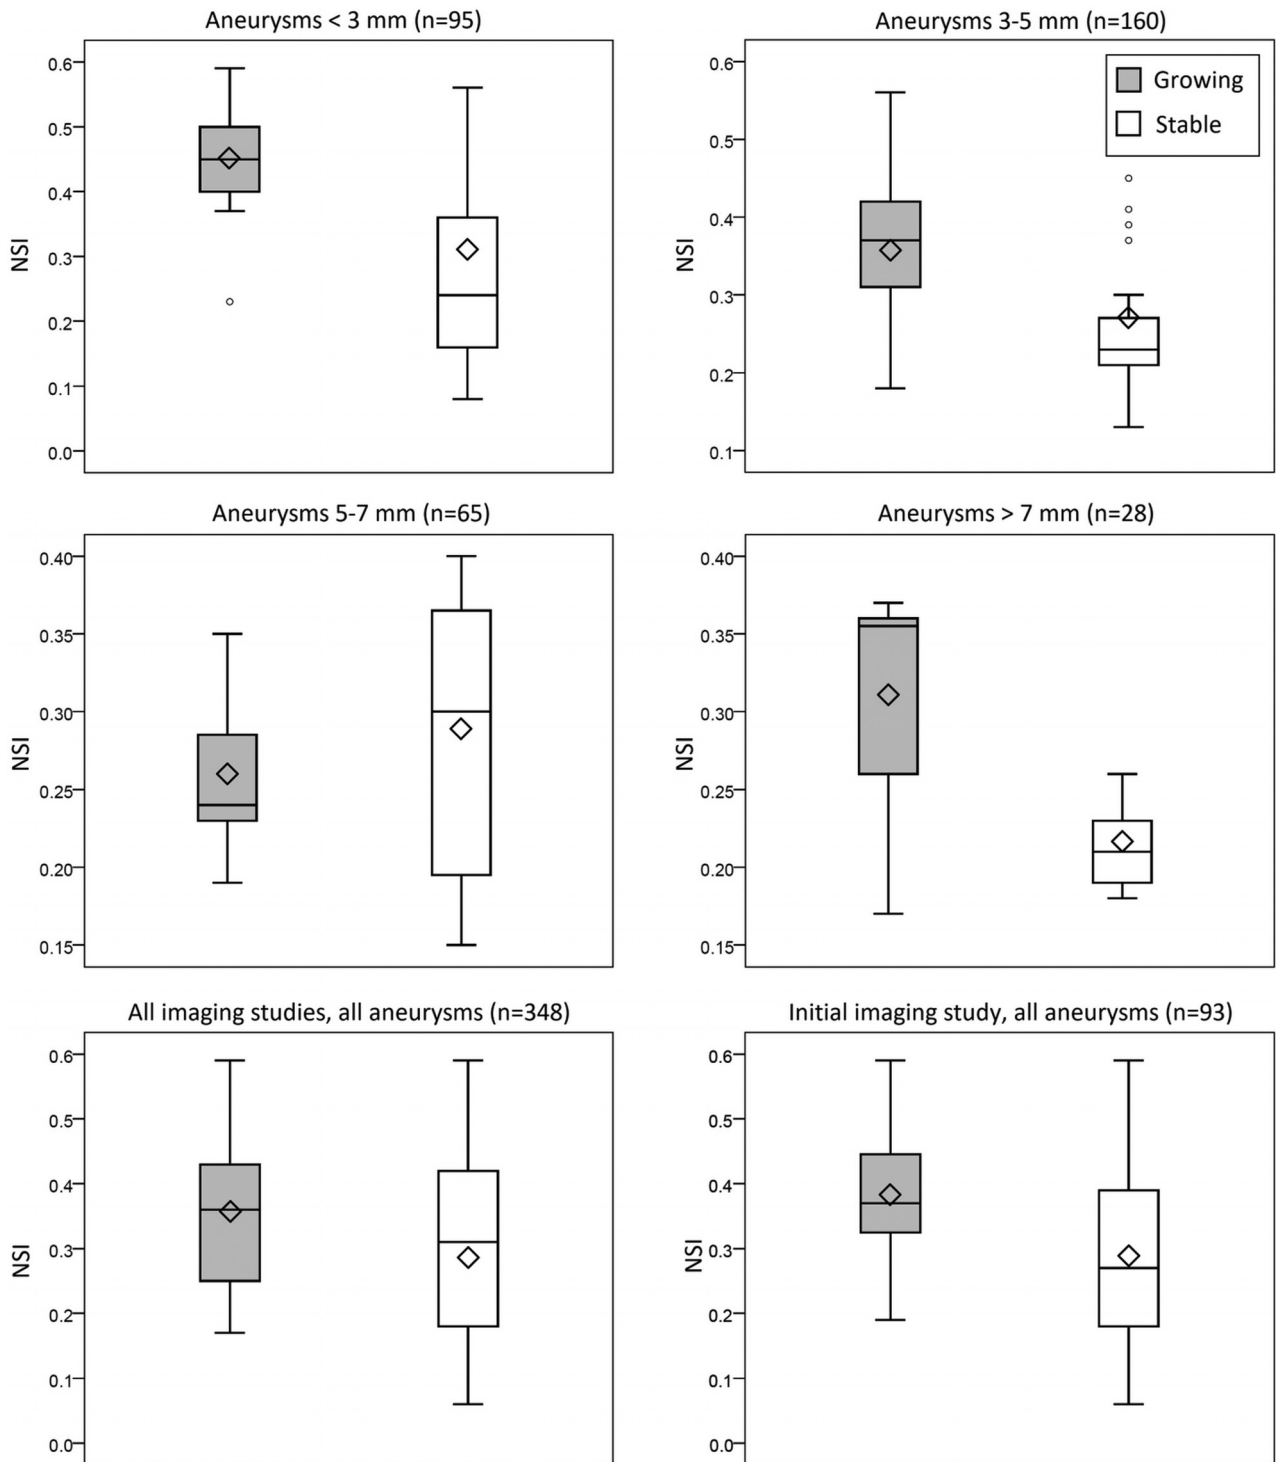 Aneurysms < 3 mm (n=95)
0.6
0.5
0.4
0.3
0.2
0.1
0.0
NSI
Aneurysms 3-5 mm (n=160)
0.6
0.5
0.4
0.3
0.2
0.1
NSI
Growing
Stable
Aneurysms 5-7 mm (n=65)
0.40
0.35
0.30
0.25
0.20
0.15
NSI
Aneurysms > 7 mm (n=28)
0.40
0.35
0.30
0.25
0.20
0.15
NSI
All imaging studies, all aneurysms (n=348)
0.6
0.5
0.4
0.3
0.2
0.1
0.0
NSI
Initial imaging study, all aneurysms (n=93)
0.6
0.5
0.4
0.3
0.2
0.1
0.0
NSI